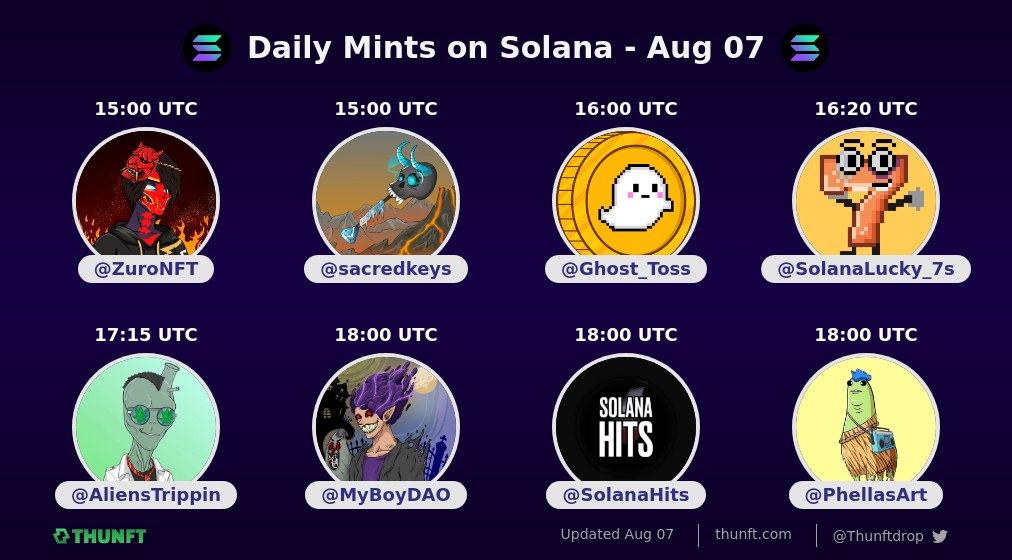 Daily Mints on Solana - Aug 07
15:00 UTC
15:00 UTC
16:00 UTC
16:20 UTC
@ZuroNFT
@sacredkeys
@Ghost_Toss
@SolanaLucky_7s
17:15 UTC
18:00 UTC
18:00 UTC
18:00 UTC
SOLANA
HITS
@AliensTrippin
@MyBoyDAO
@SolanaHits
@PhellasArt
THUNFT
Updated Aug 07
thunft.com
@Thunftdrop